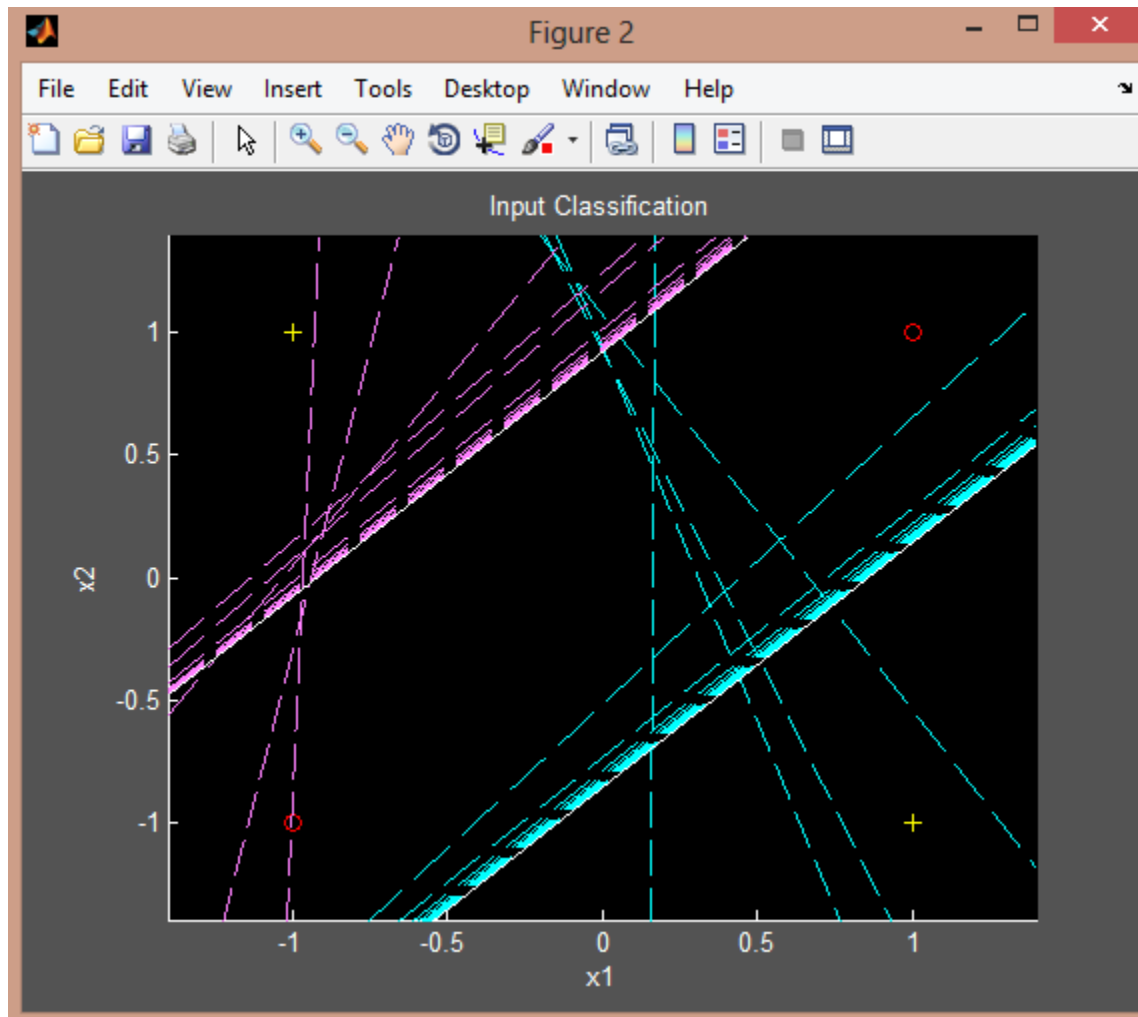 Figure 2
File Edit View Insert Tools Desktop Window Help
Input Classification
1
0.5
0
-0.5
-1
x2
-1 -0.5 0 0.5 1
x1